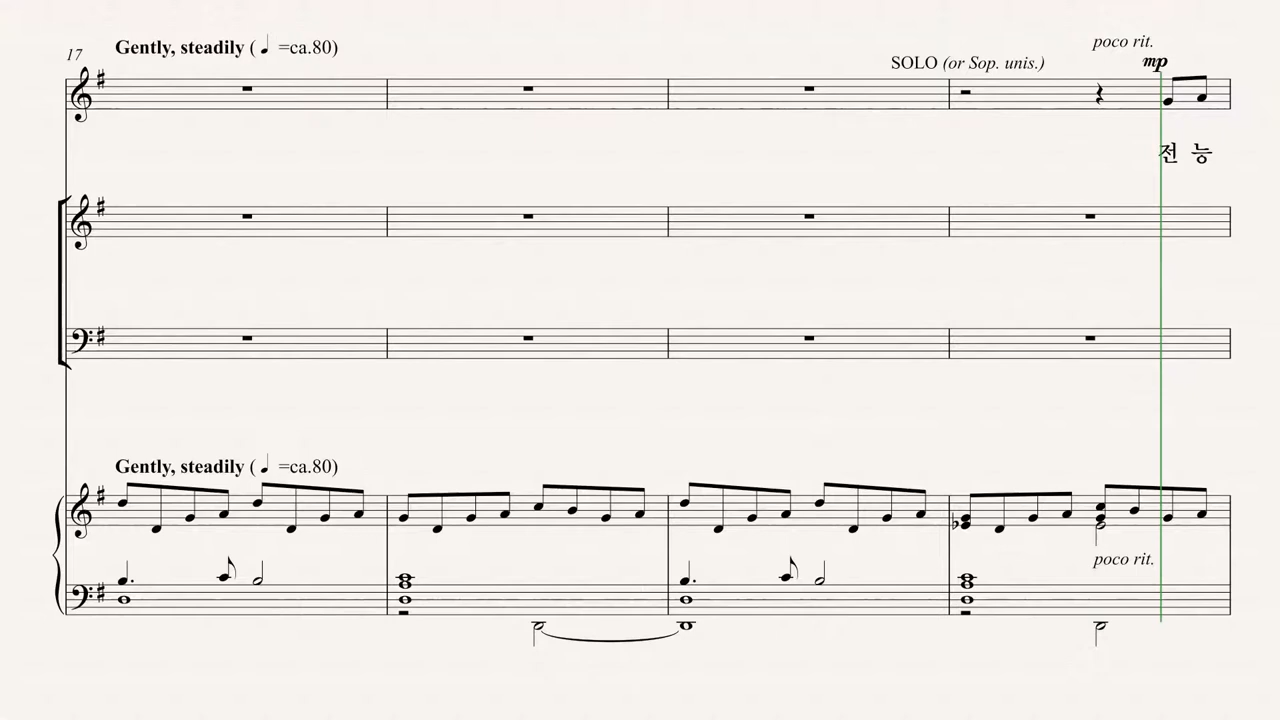 17
Gently, steadily ( ♩ =ca.80)
SOLO (or Sop. unis.)
poco rit.
mp
전 능
Gently, steadily ( ♩ =ca.80)
poco rit.